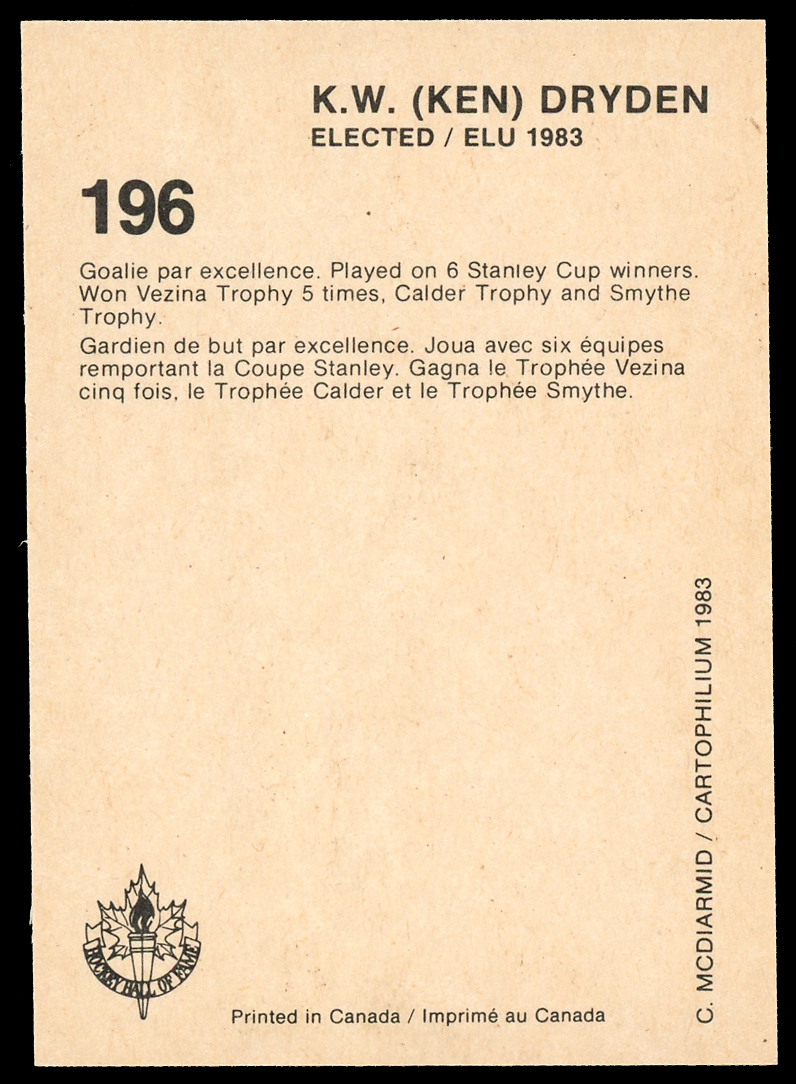 K.W. (KEN) DRYDEN
ELECTED / ELU 1983
196
Goalie par excellence. Played on 6 Stanley Cup winners.
Won Vezina Trophy 5 times, Calder Trophy and Smythe
Trophy.
Gardien de but par excellence. Joua avec six équipes
remportant la Coupe Stanley. Gagna le Trophée Vezina
cinq fois, le Trophée Calder et le Trophée Smythe.
C. MCDIARMID / CARTOPHILIUM 1983
HOCKEY HALL OF FAME
Printed in Canada / Imprimé au Canada